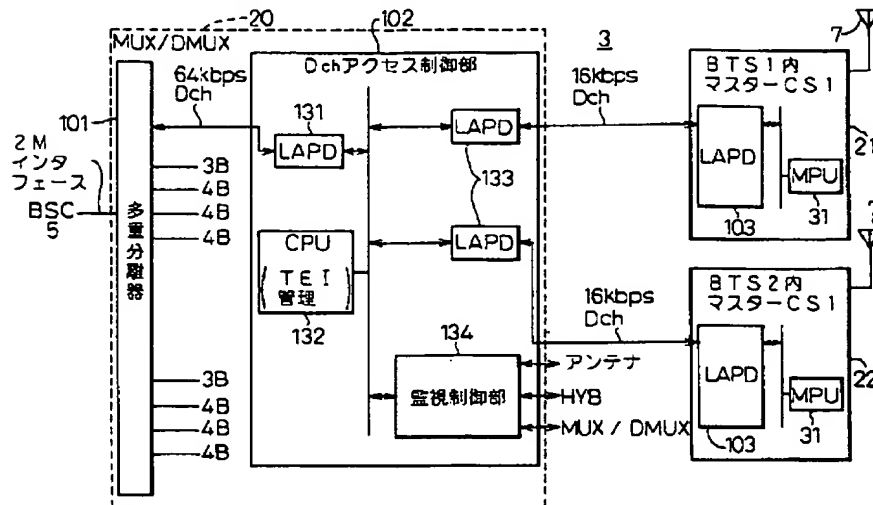 20
MUX/DMUX
102
Dchアクセス制御部
3
7
64kbps
Dch
101
2M
インタ
フェース
BSC
5
多重分離器
3B
4B
4B
4B
3B
4B
4B
4B
131
LAPD
LAPD
133
LAPD
CPU
(TEI
管理)
132
134
監視制御部
16kbps
Dch
16kbps
Dch
アンテナ
HYB
MUX / DMUX
BTS1内
マスターCS1
LAPD
103
MPU
31
21
7
BTS2内
マスターCS1
LAPD
103
MPU
31
22